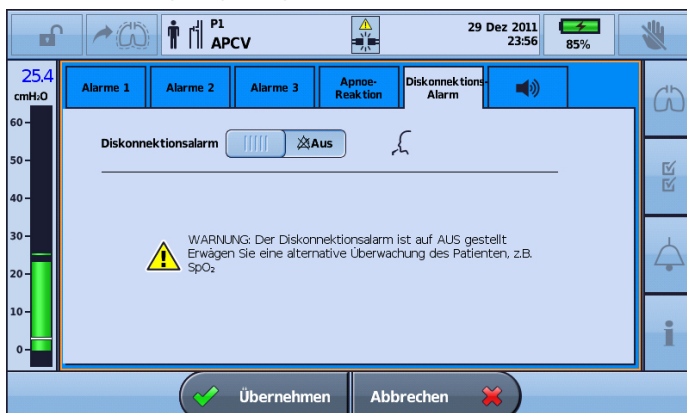 P1
APCV
29 Dez 2011
23:56
85%
25.4
cmH₂O
60
50
40
30
20
10
0
Alarme 1
Alarme 2
Alarme 3
Apnoe-
Reaktion
Diskonnektions-
Alarm
Diskonnektionsalarm
Aus
WARNUNG: Der Diskonnektionsalarm ist auf AUS gestellt
Erwägen Sie eine alternative Überwachung des Patienten, z.B.
SpO₂
Übernehmen
Abbrechen